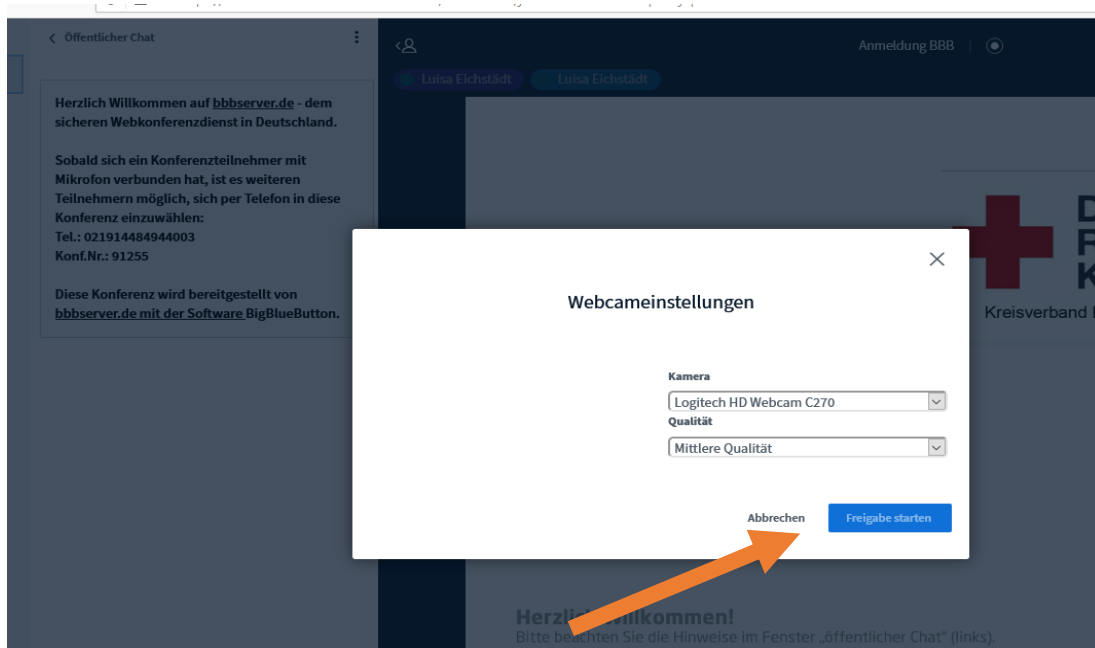 Öffentlicher Chat
Anmeldung BBB
Luisa Eichstädt
Luisa Eichstädt
Herzlich Willkommen auf bbbserver.de - dem
sicheren Webkonferenzdienst in Deutschland.
Sobald sich ein Konferenzteilnehmer mit
Mikrofon verbunden hat, ist es weiteren
Teilnehmern möglich, sich per Telefon in diese
Konferenz einzuwählen:
Tel.: 021914484944003
Konf.Nr.: 91255
Diese Konferenz wird bereitgestellt von
bbbserver.de mit der Software BigBlueButton.
D
R
K
Kreisverband
Webcameinstellungen
Kamera
Logitech HD Webcam C270
Qualität
Mittlere Qualität
Abbrechen
Freigabe starten
Herzlich Willkommen!
Bitte beachten Sie die Hinweise im Fenster „öffentlicher Chat" (links).